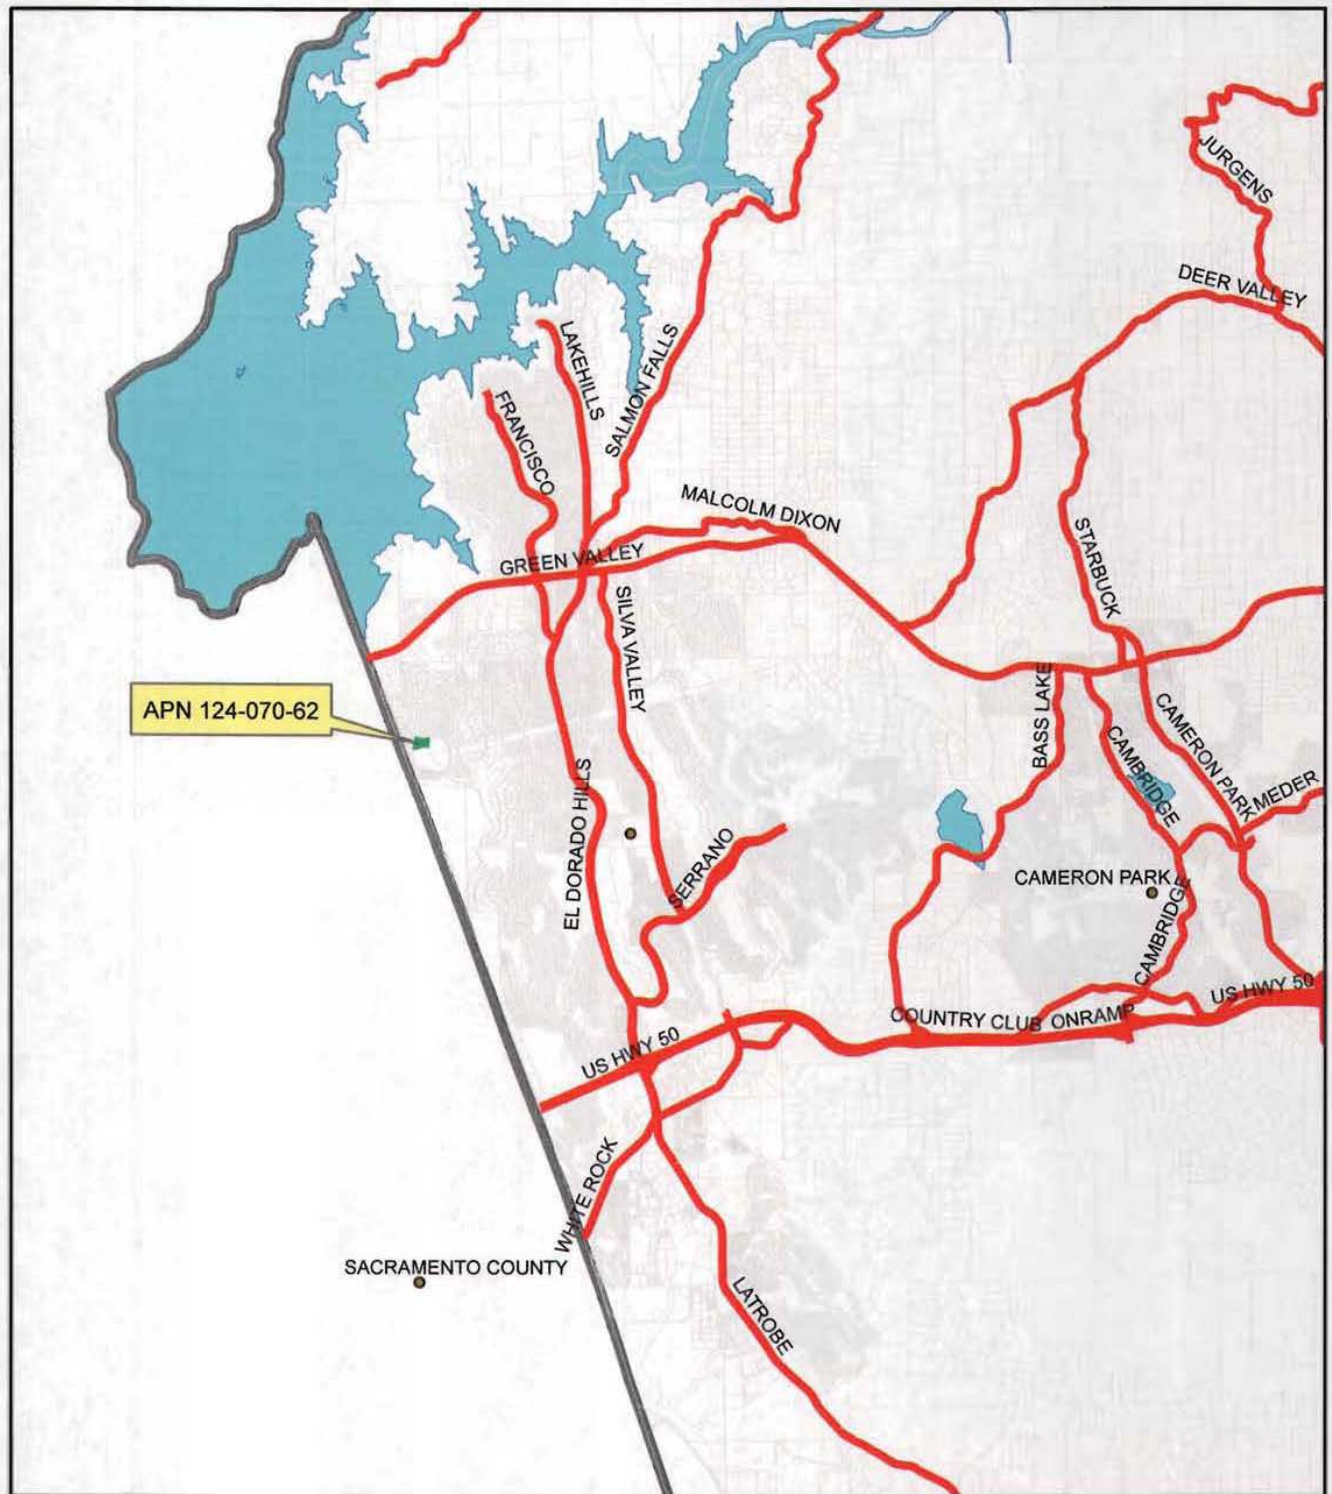 JURGENS
DEER VALLEY
LAKEHILLS
SALMON FALLS
FRANCISCO
MALCOLM DIXON
STARBUCK
GREEN VALLEY
SILVA VALLEY
BASS LAKE
APN 124-070-62
CAMERON PARK
CAMBRIDGE
MEDER
EL DORADO HILLS
SERRANO
CAMERON PARK
CAMBRIDGE
US HWY 50
COUNTRY CLUB ONRAMP
US HWY 50
WHITE ROCK
SACRAMENTO COUNTY
LATROBE